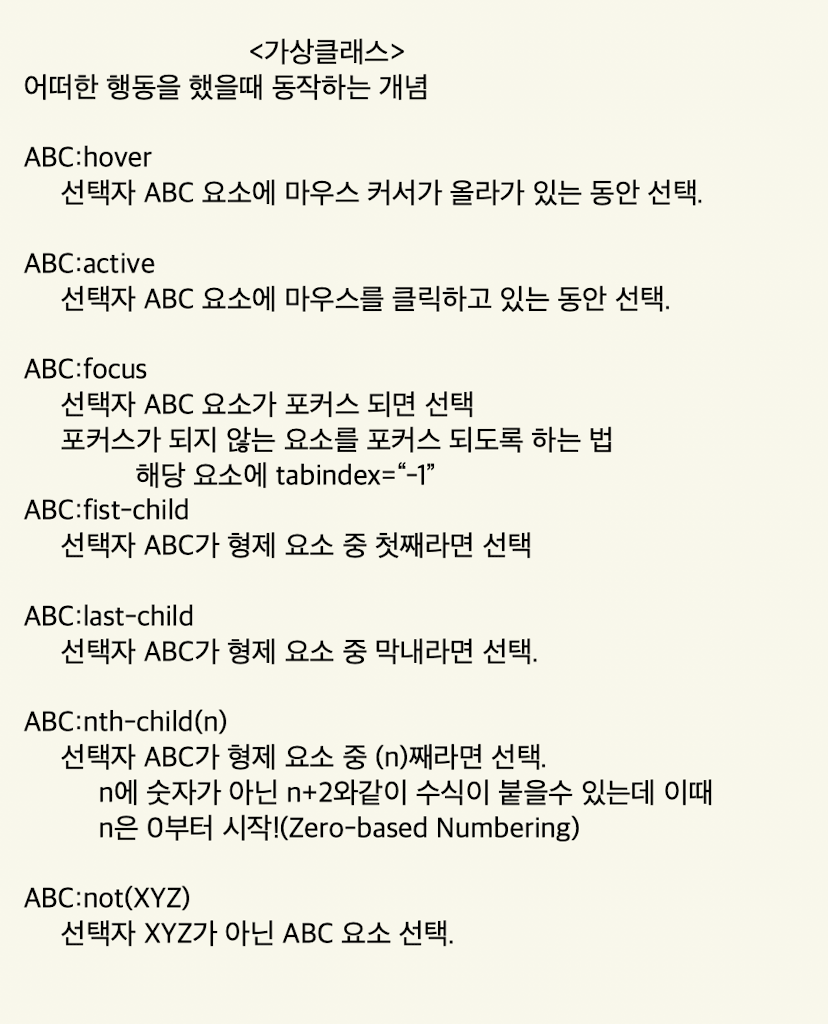 <가상클래스>
어떠한 행동을 했을때 동작하는 개념
ABC:hover
선택자 ABC 요소에 마우스 커서가 올라가 있는 동안 선택.
ABC:active
선택자 ABC 요소에 마우스를 클릭하고 있는 동안 선택.
ABC:focus
선택자 ABC 요소가 포커스 되면 선택
포커스가 되지 않는 요소를 포커스 되도록 하는 법
해당 요소에 tabindex=“-1”
ABC:fist-child
선택자 ABC가 형제 요소 중 첫째라면 선택
ABC:last-child
선택자 ABC가 형제 요소 중 막내라면 선택.
ABC:nth-child(n)
선택자 ABC가 형제 요소 중 (n)째라면 선택.
n에 숫자가 아닌 n+2와같이 수식이 붙을수 있는데 이때
n은 0부터 시작!(Zero-based Numbering)
ABC:not(XYZ)
선택자 XYZ가 아닌 ABC 요소 선택.